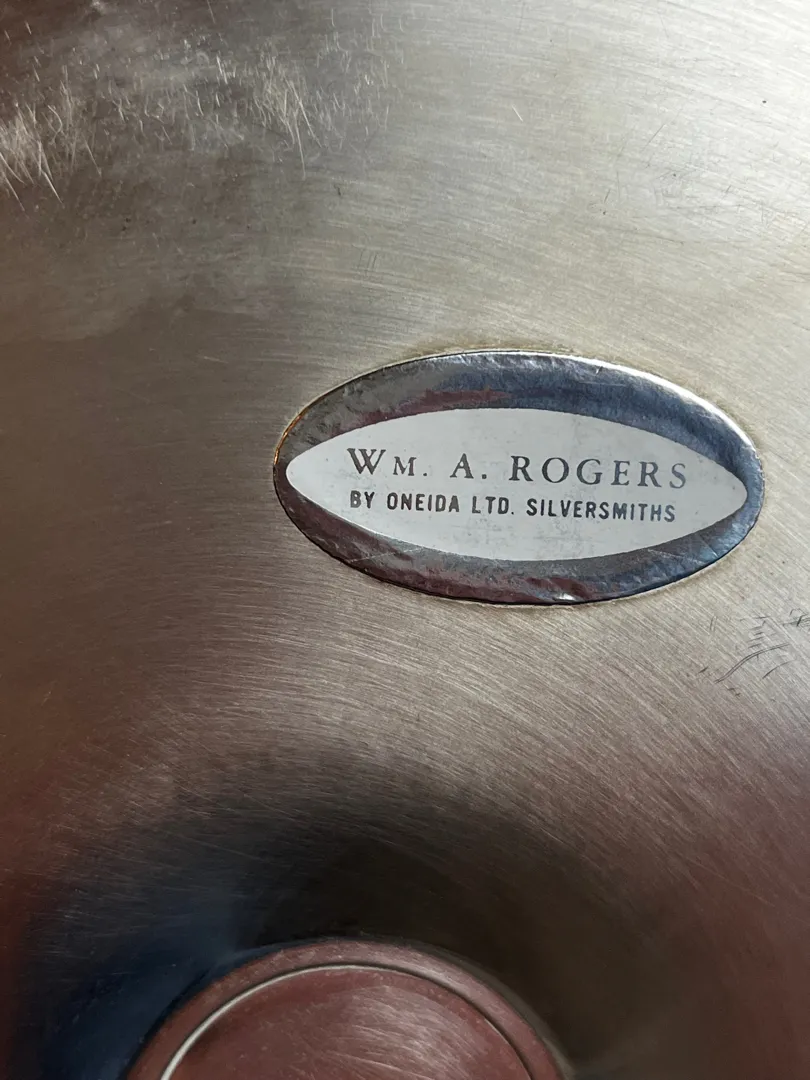 WM. A. ROGERS
BY ONEIDA LTD. SILVERSMITHS